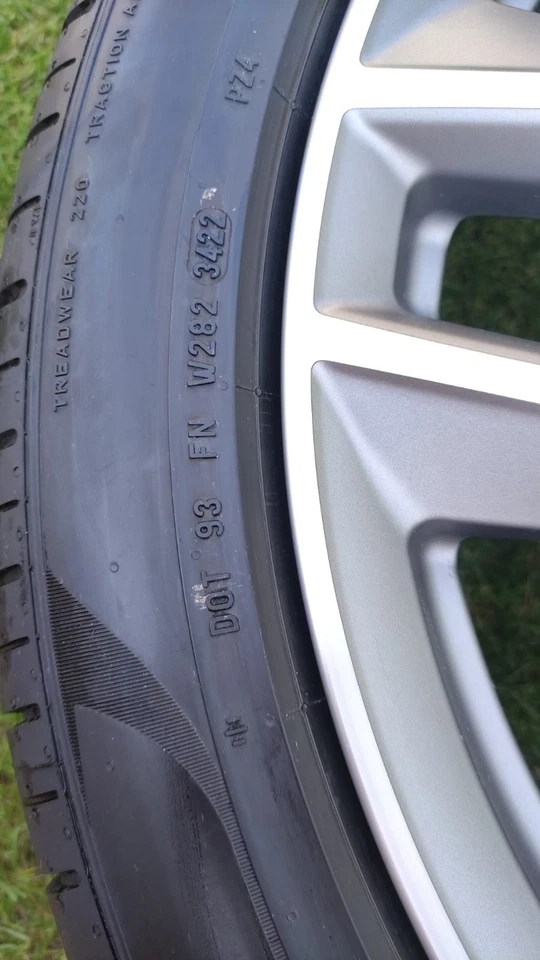 TREADWEAR 220 TRACTION A
PZ4
DOT 93 FN W282 3422